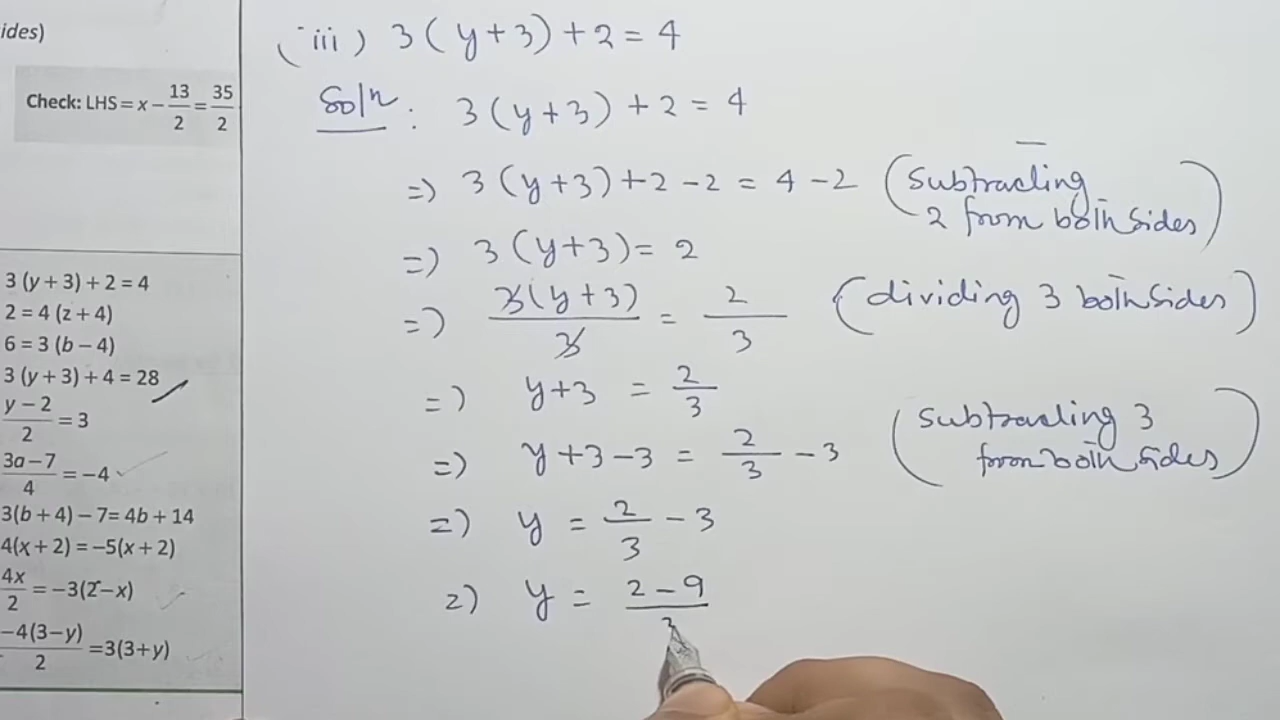 ides)
Check: LHS = x − 13/2 = 35/2
3 (y + 3) + 2 = 4
2 = 4 (z + 4)
6 = 3 (b − 4)
3 (y + 3) + 4 = 28
y − 2/2 = 3
3a − 7/4 = −4
3(b + 4) − 7= 4b + 14
4(x + 2) = −5(x + 2)
4x/2 = −3(2 − x)
−4(3 − y)/2 =3(3 + y)
(iii) 3(y+3)+2=4
Soln: 3(y+3)+2=4
=) 3(y+3)+2-2=4-2 (Subtracting
2 from both sides)
=) 3(y+3)=2
=) 3(y+3)/3 = 2/3 (dividing 3 both sides)
=) y+3 = 2/3
=) y+3-3 = 2/3 -3 (Subtracting 3
from both sides)
=) y = 2/3 - 3
=) y = 2-9/3